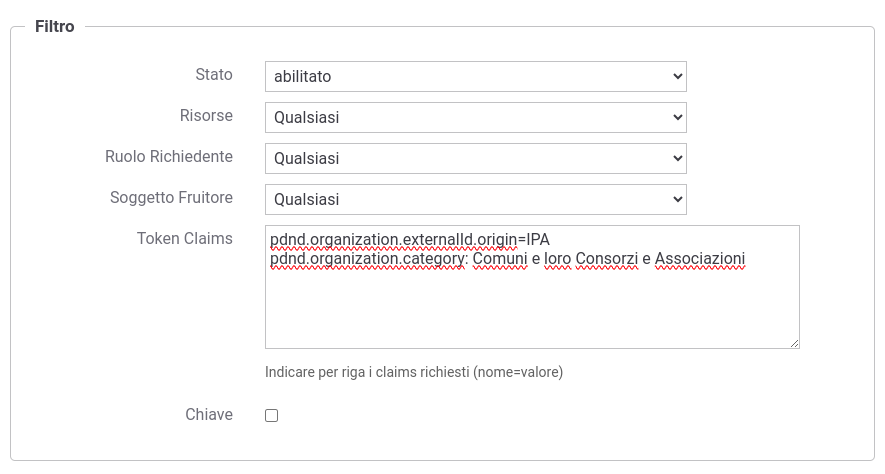 Filtro
Stato abilitato
Risorse Qualsiasi
Ruolo Richiedente Qualsiasi
Soggetto Fruitore Qualsiasi
Token Claims pdnd.organization.externalId.origin=IPA
pdnd.organization.category: Comuni e loro Consorzi e Associazioni
Indicare per riga i claims richiesti (nome=valore)
Chiave